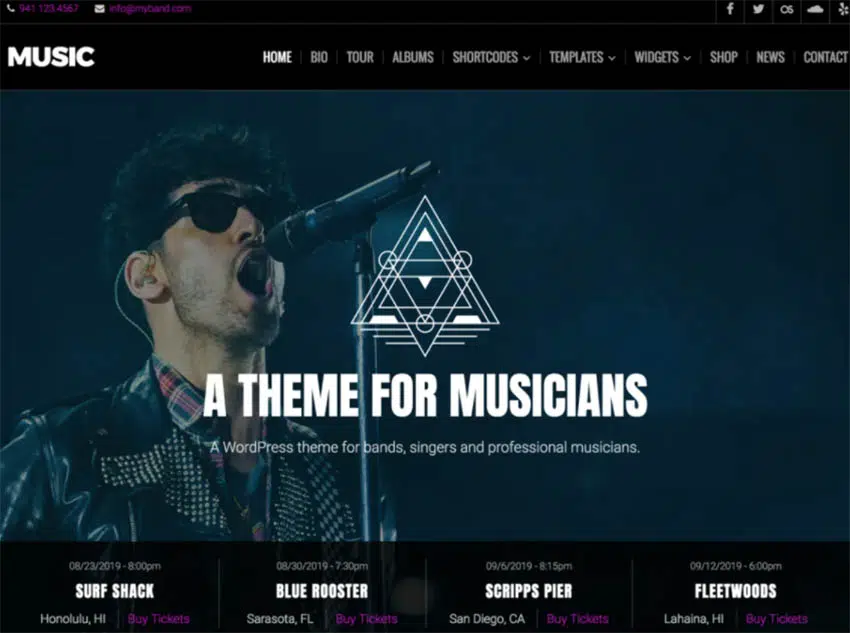 941.123.4567 info@myband.com
MUSIC
HOME BIO TOUR ALBUMS SHORTCODES TEMPLATES WIDGETS SHOP NEWS CONTACT
A THEME FOR MUSICIANS
A WordPress theme for bands, singers and professional musicians.
08/23/2019 - 8:00pm 08/30/2019 - 7:30pm 09/6/2019 - 8:15pm 09/12/2019 - 6:00pm
SURF SHACK BLUE ROOSTER SCRIPPS PIER FLEETWOODS
Honolulu, HI Buy Tickets Sarasota, FL Buy Tickets San Diego, CA Buy Tickets Lahaina, HI Buy Tickets